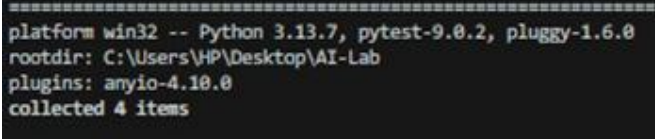 platform win32 -- Python 3.13.7, pytest-9.0.2, pluggy-1.6.0
rootdir: C:\Users\HP\Desktop\AI-Lab
plugins: anyio-4.10.0
collected 4 items